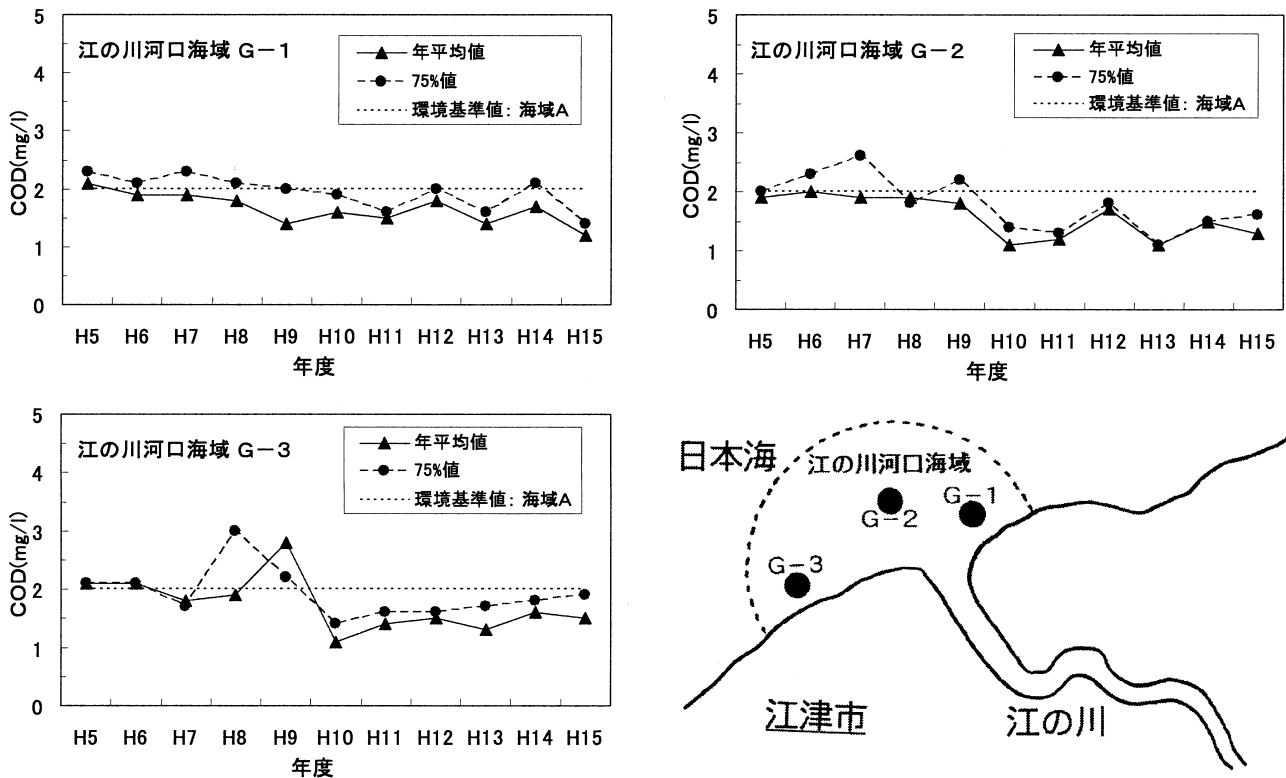 江の川河口海域 G－1
年平均値
75%値
環境基準値： 海域A
COD(mg/l)
5
4
3
2
1
0
H5 H6 H7 H8 H9 H10 H11 H12 H13 H14 H15
年度
江の川河口海域 G－2
年平均値
75%値
環境基準値： 海域A
COD(mg/l)
5
4
3
2
1
0
H5 H6 H7 H8 H9 H10 H11 H12 H13 H14 H15
年度
江の川河口海域 G－3
年平均値
75%値
環境基準値： 海域A
COD(mg/l)
5
4
3
2
1
0
H5 H6 H7 H8 H9 H10 H11 H12 H13 H14 H15
年度
日本海
江の川河口海域
G－1
G－2
G－3
江津市
江の川